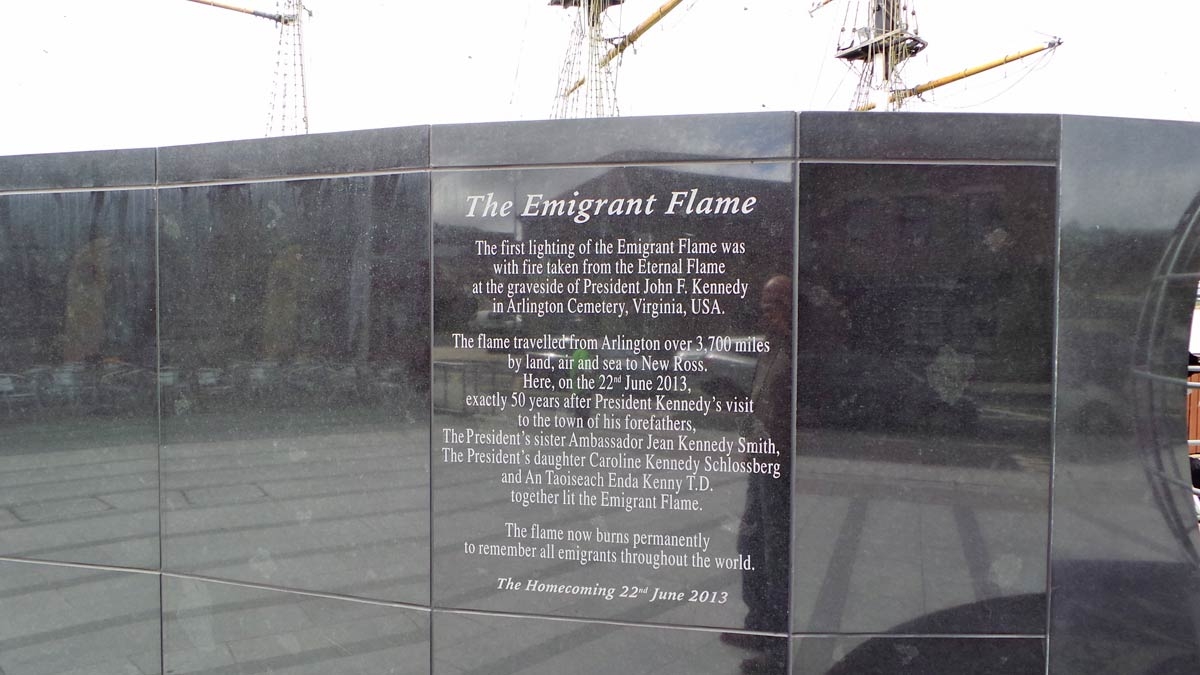 The Emigrant Flame
The first lighting of the Emigrant Flame was
with fire taken from the Eternal Flame
at the graveside of President John F. Kennedy
in Arlington Cemetery, Virginia, USA.
The flame travelled from Arlington over 3,700 miles
by land, air and sea to New Ross.
Here, on the 22nd June 2013,
exactly 50 years after President Kennedy's visit
to the town of his forefathers,
The President's sister Ambassador Jean Kennedy Smith,
The President's daughter Caroline Kennedy Schlossberg
and An Taoiseach Enda Kenny T.D.
together lit the Emigrant Flame.
The flame now burns permanently
to remember all emigrants throughout the world.
The Homecoming 22nd June 2013